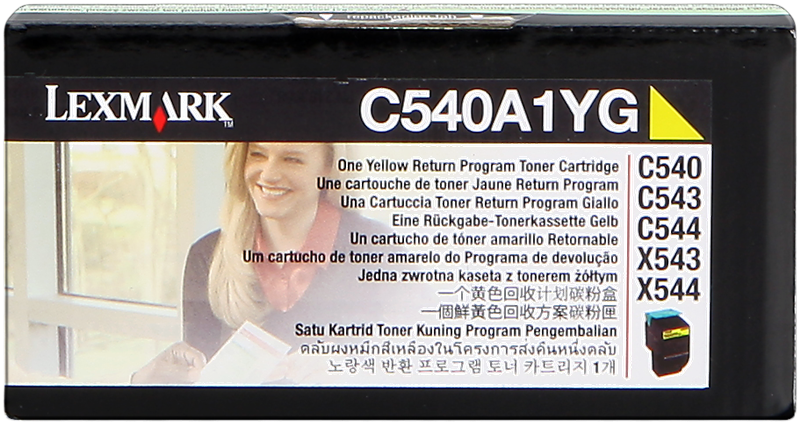 repackaging tab
LEXMARK™
C540A1YG
One Yellow Return Program Toner Cartridge
Une cartouche de toner Jaune Return Program
Una Cartuccia Toner Return Program Giallo
Eine Rückgabe-Tonerkassette Gelb
Un cartucho de tóner amarillo Retornable
Um cartucho de toner amarelo do Programa de devolução
Jedna zwrotna kaseta z tonerem żółtym
一个黄色回收计划碳粉盒
一個鮮黃色回收方案碳粉匣
Satu Kartrid Toner Kuning Program Pengembalian
ตลับผงหมึกสีเหลืองในโครงการส่งคืนหนึ่งตลับ
노랑색 반환 프로그램 토너 카트리지 1개
C540
C543
C544
X543
X544